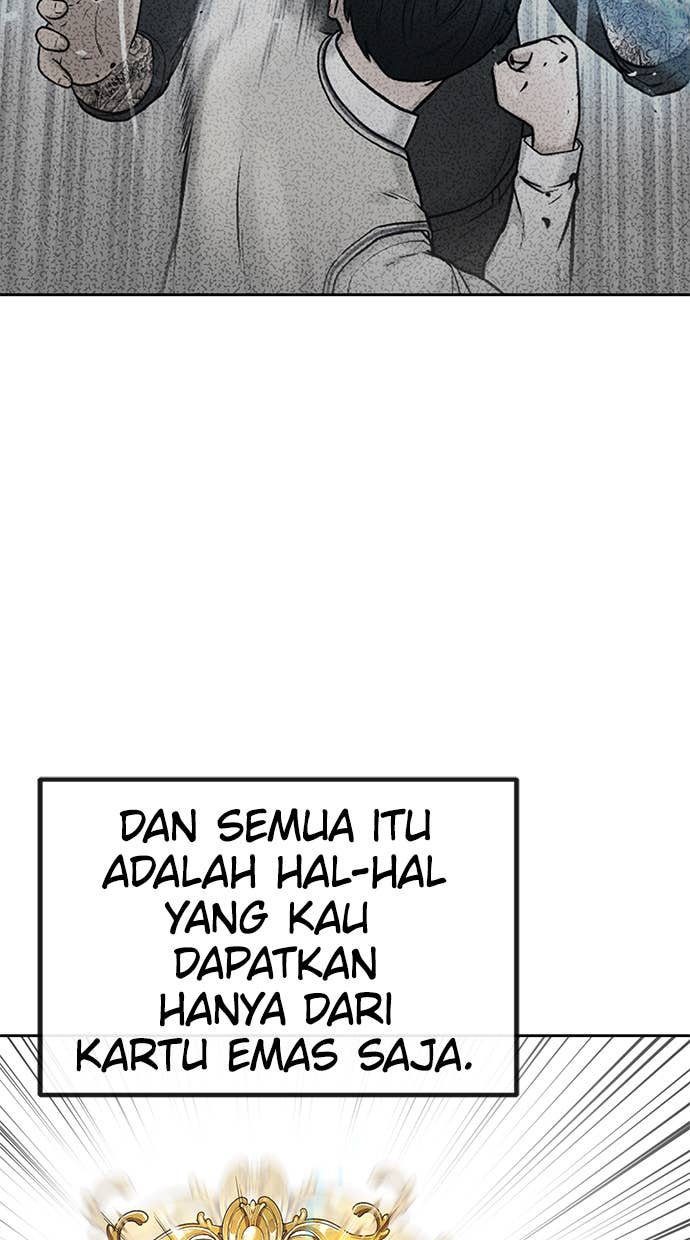 DAN SEMUA ITU
ADALAH HAL-HAL
YANG KAU
DAPATKAN
HANYA DARI
KARTU EMAS SAJA.